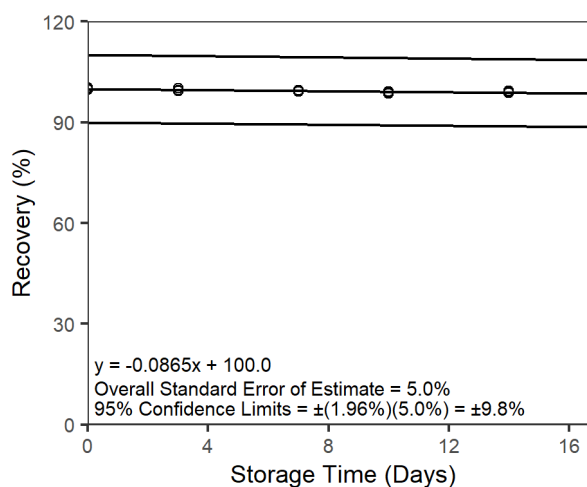 120
90
60
30
0
Recovery (%)
y = -0.0865x + 100.0
Overall Standard Error of Estimate = 5.0%
95% Confidence Limits = ±(1.96%)(5.0%) = ±9.8%
0 4 8 12 16
Storage Time (Days)